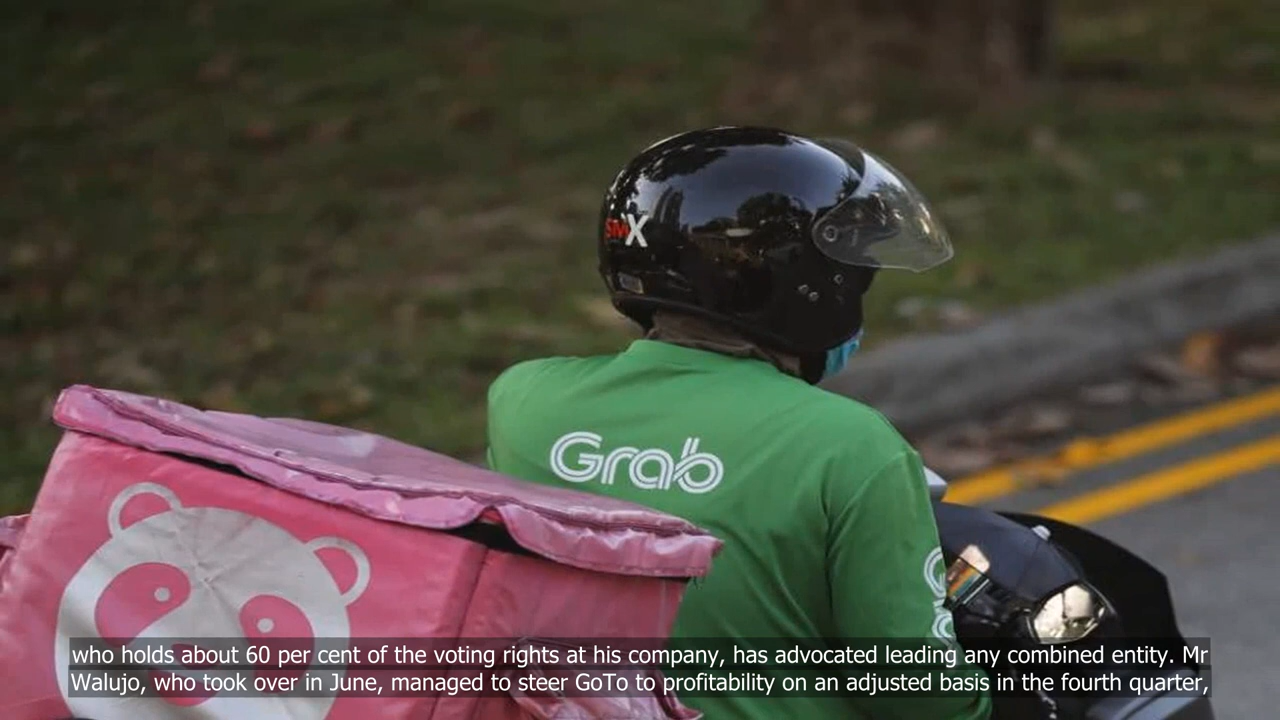 SMX
Grab
who holds about 60 per cent of the voting rights at his company, has advocated leading any combined entity. Mr
Walujo, who took over in June, managed to steer GoTo to profitability on an adjusted basis in the fourth quarter,